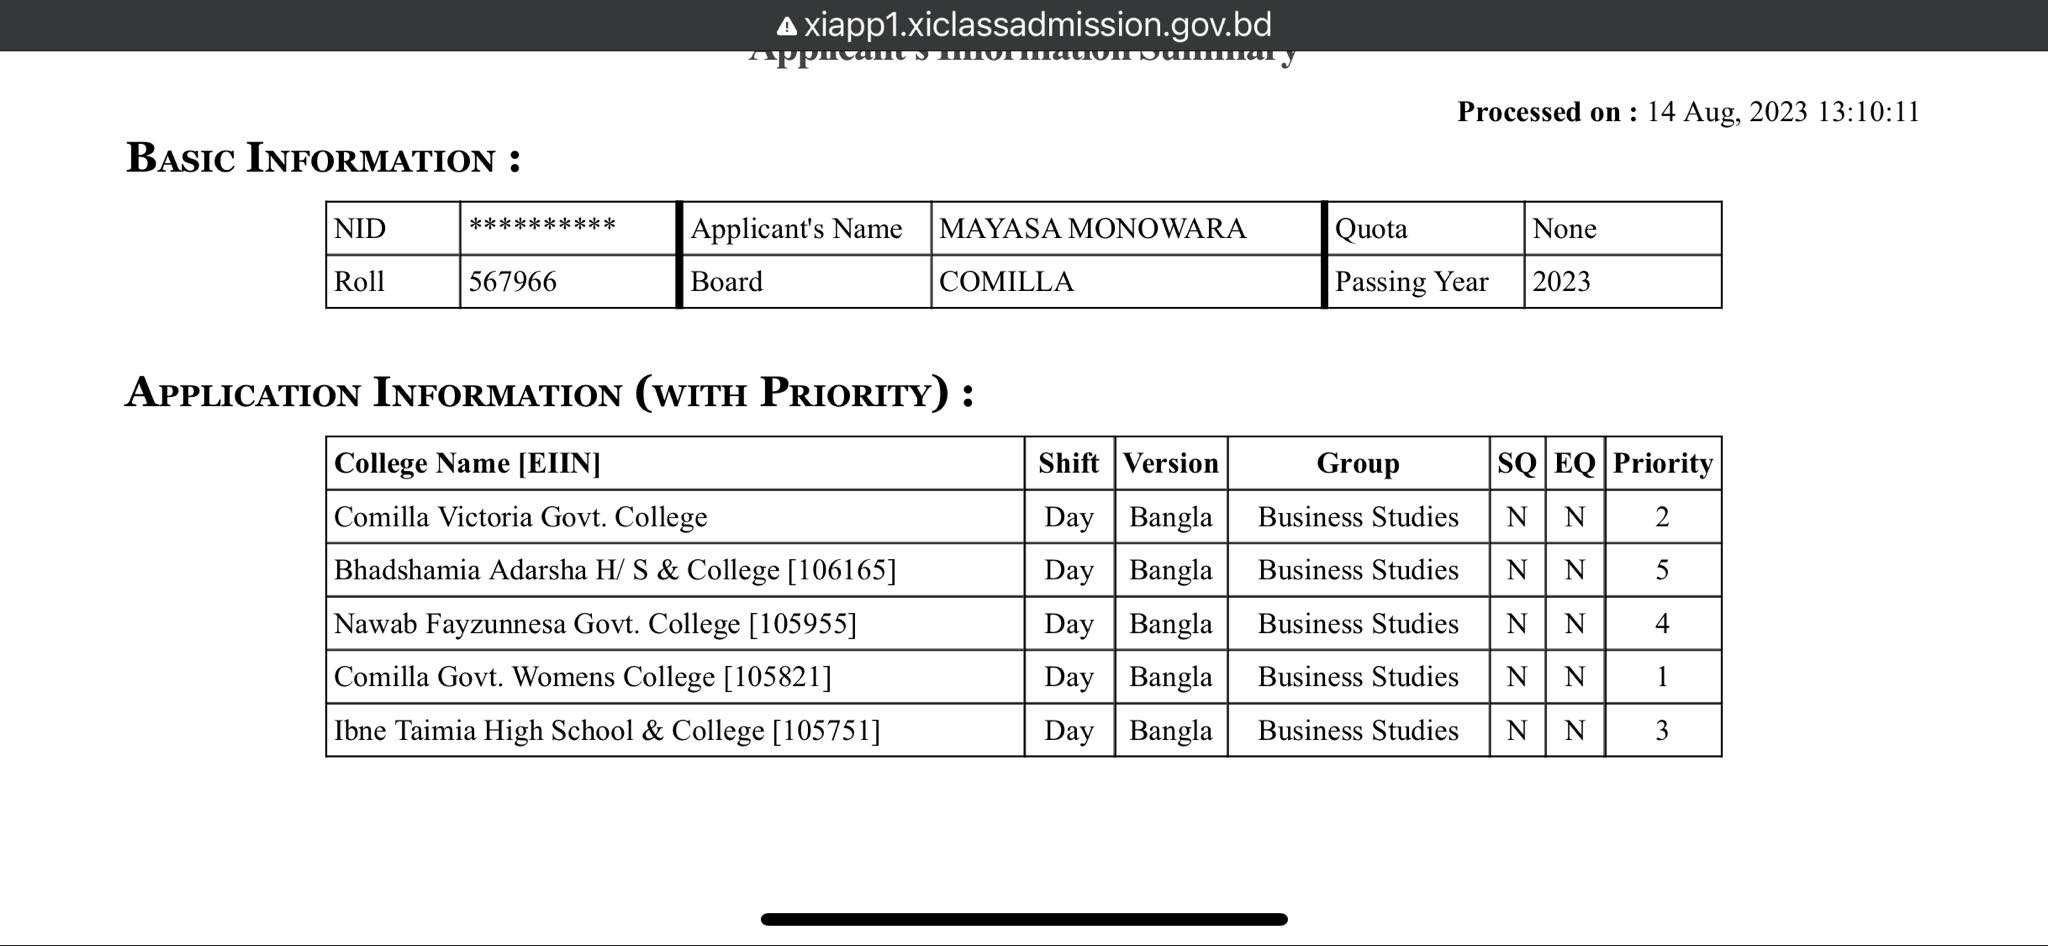 xiapp1.xiclassadmission.gov.bd
Applicant's Information Summary
Processed on : 14 Aug, 2023 13:10:11
BASIC INFORMATION :
NID ********** Applicant's Name MAYASA MONOWARA Quota None
Roll 567966 Board COMILLA Passing Year 2023
APPLICATION INFORMATION (WITH PRIORITY) :
College Name [EIIN] Shift Version Group SQ EQ Priority
Comilla Victoria Govt. College Day Bangla Business Studies N N 2
Bhadshamia Adarsha H/ S & College [106165] Day Bangla Business Studies N N 5
Nawab Fayzunnesa Govt. College [105955] Day Bangla Business Studies N N 4
Comilla Govt. Womens College [105821] Day Bangla Business Studies N N 1
Ibne Taimia High School & College [105751] Day Bangla Business Studies N N 3